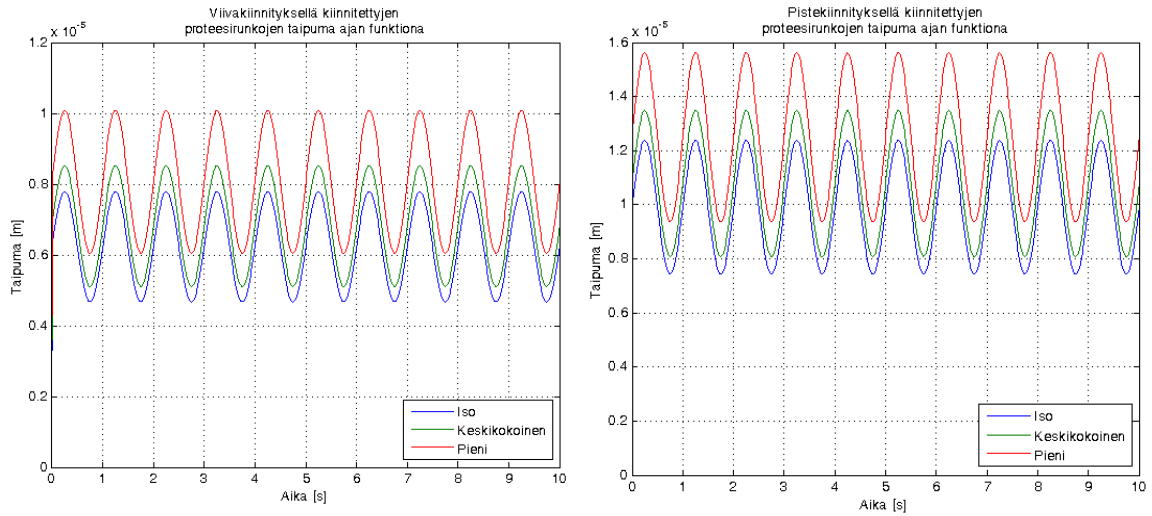 Viivakiinnityksellä kiinnitettyjen
proteesirunkojen taipuma ajan funktiona
x 10⁻⁵
1.2
1
0.8
0.6
0.4
0.2
0
Taipuma [m]
0 1 2 3 4 5 6 7 8 9 10
Aika [s]
Iso
Keskikokoinen
Pieni
Pistekiinnityksellä kiinnitettyjen
proteesirunkojen taipuma ajan funktiona
x 10⁻⁵
1.6
1.4
1.2
1
0.8
0.6
0.4
0.2
0
Taipuma [m]
0 1 2 3 4 5 6 7 8 9 10
Aika [s]
Iso
Keskikokoinen
Pieni